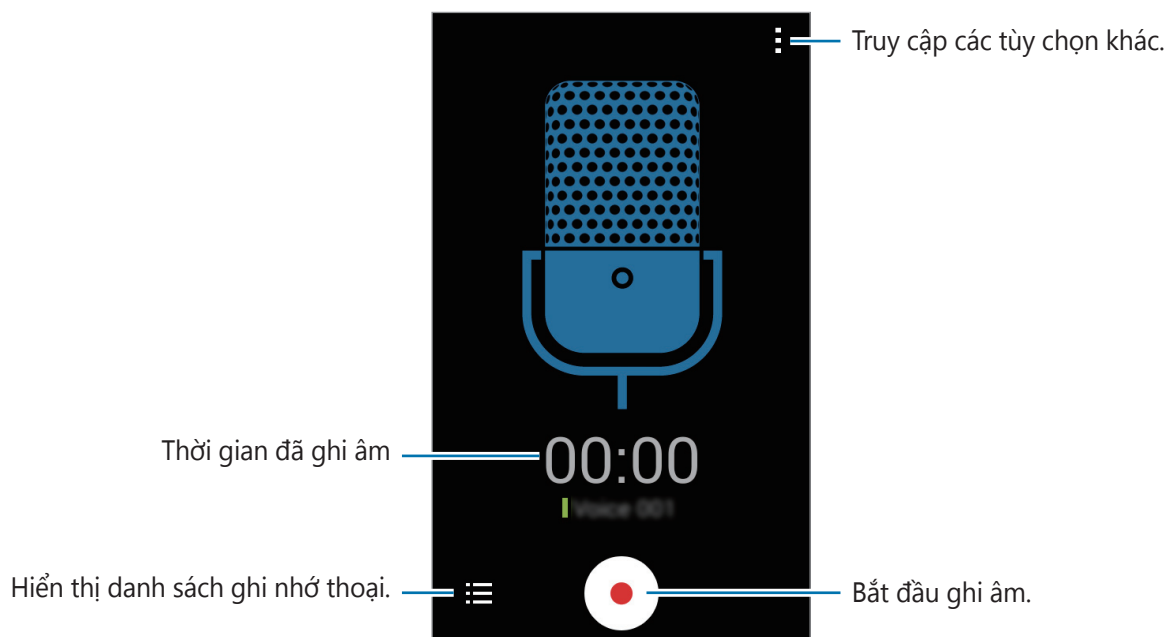 Truy cập các tùy chọn khác.
Thời gian đã ghi âm
00:00
Voice 001
Hiển thị danh sách ghi nhớ thoại.
Bắt đầu ghi âm.